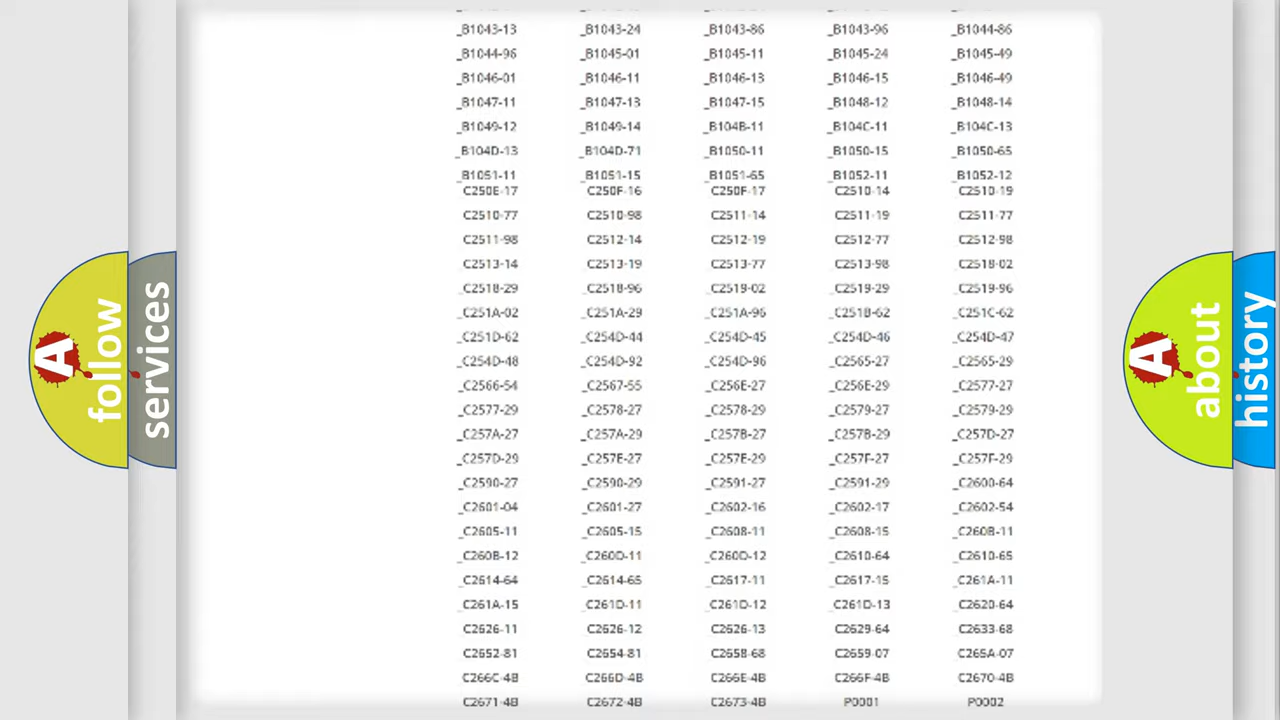 _B1043-13 _B1043-24 _B1043-86 _B1043-96 _B1044-86
_B1044-96 _B1045-01 _B1045-11 _B1045-24 _B1045-49
_B1046-01 _B1046-11 _B1046-13 _B1046-15 _B1046-49
_B1047-11 _B1047-13 _B1047-15 _B1048-12 _B1048-14
_B1049-12 _B1049-14 _B104B-11 _B104C-11 _B104C-13
_B104D-13 _B104D-71 _B1050-11 _B1050-15 _B1050-65
_B1051-11 _B1051-15 _B1051-65 _B1052-11 _B1052-12
C250E-17 C250F-16 C250F-17 C2510-14 C2510-19
C2510-77 C2510-98 C2511-14 C2511-19 C2511-77
C2511-98 C2512-14 C2512-19 C2512-77 C2512-98
C2513-14 C2513-19 C2513-77 C2513-98 C2518-02
_C2518-29 _C2518-96 _C2519-02 _C2519-29 _C2519-96
_C251A-02 _C251A-29 _C251A-96 _C251B-62 _C251C-62
_C251D-62 _C254D-44 _C254D-45 _C254D-46 _C254D-47
_C254D-48 _C254D-92 _C254D-96 _C2565-27 _C2565-29
_C2566-54 _C2567-55 _C256E-27 _C256E-29 _C2577-27
_C2577-29 _C2578-27 _C2578-29 _C2579-27 _C2579-29
_C257A-27 _C257A-29 _C257B-27 _C257B-29 _C257D-27
_C257D-29 _C257E-27 _C257E-29 _C257F-27 _C257F-29
_C2590-27 _C2590-29 _C2591-27 _C2591-29 _C2600-64
_C2601-04 _C2601-27 _C2602-16 _C2602-17 _C2602-54
_C2605-11 _C2605-15 _C2608-11 _C2608-15 _C260B-11
_C260B-12 _C260D-11 _C260D-12 _C2610-64 _C2610-65
_C2614-64 _C2614-65 _C2617-11 _C2617-15 _C261A-11
_C261A-15 _C261D-11 _C261D-12 _C261D-13 _C2620-64
C2626-11 C2626-12 C2626-13 C2629-64 C2633-68
C2652-81 C2654-81 C2658-68 C2659-07 C265A-07
C266C-4B C266D-4B C266E-4B C266F-4B C2670-4B
C2671-4B C2672-4B C2673-4B P0001 P0002
A follow
services
A about
history